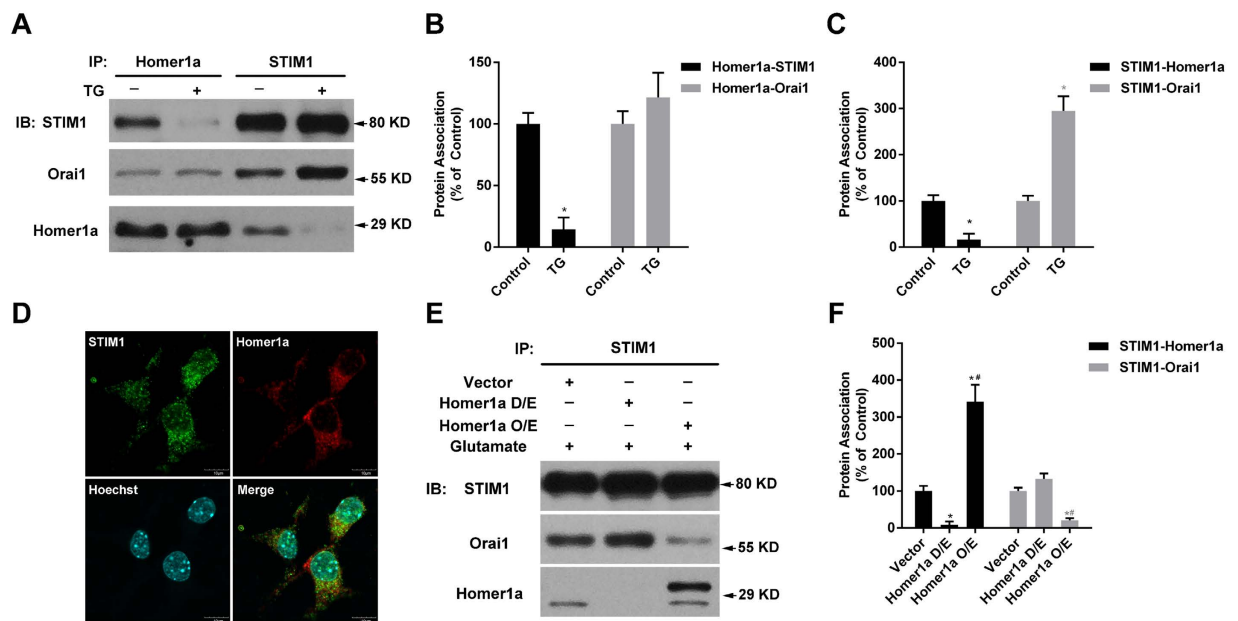 A
IP: Homer1a STIM1
TG – + – +
IB: STIM1 80 KD
Orai1 55 KD
Homer1a 29 KD
B
Protein Association
(% of Control)
150
100
50
0
Control TG Control TG
*
Homer1a-STIM1
Homer1a-Orai1
C
Protein Association
(% of Control)
400
300
200
100
0
Control TG Control TG
* *
STIM1-Homer1a
STIM1-Orai1
D
STIM1 Homer1a
Hoechst Merge
10μm 10μm
10μm 10μm
E
IP: STIM1
Vector + – –
Homer1a D/E – + –
Homer1a O/E – – +
Glutamate + + +
IB: STIM1 80 KD
Orai1 55 KD
Homer1a 29 KD
F
Protein Association
(% of Control)
500
400
300
200
100
0
Vector Homer1a D/E Homer1a O/E Vector Homer1a D/E Homer1a O/E
* *# *#
STIM1-Homer1a
STIM1-Orai1